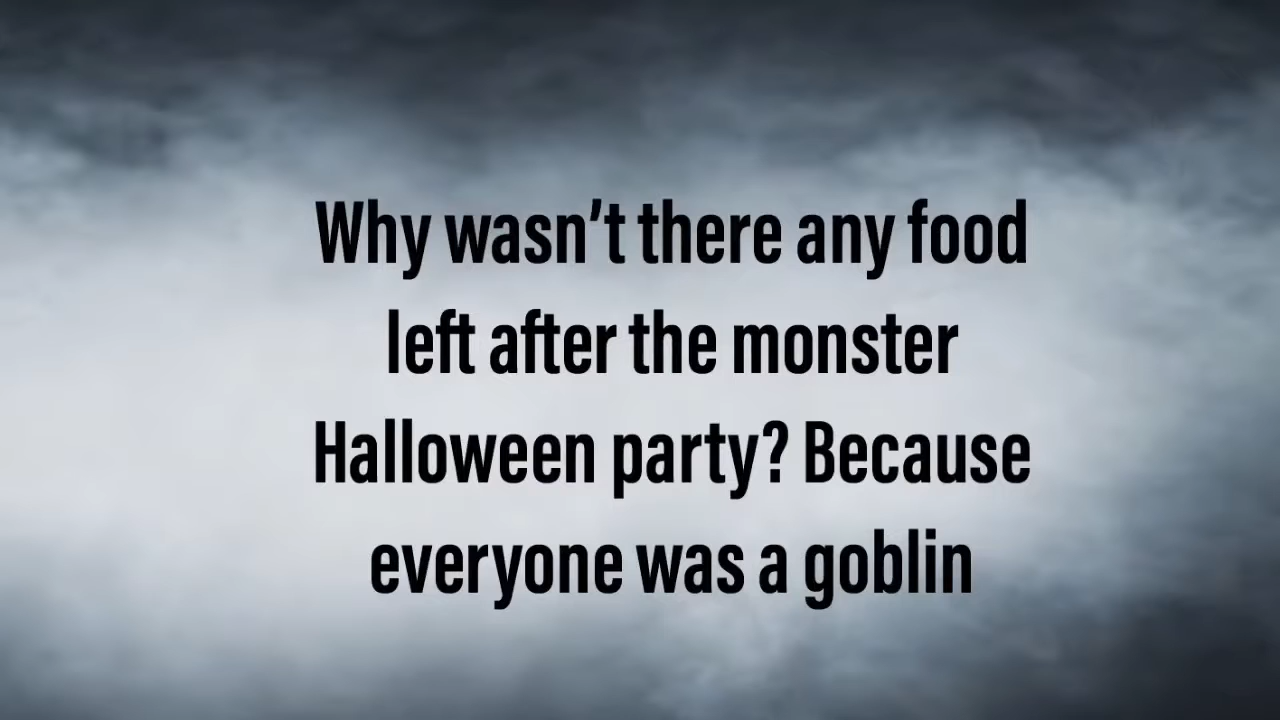 Why wasn’t there any food
left after the monster
Halloween party? Because
everyone was a goblin